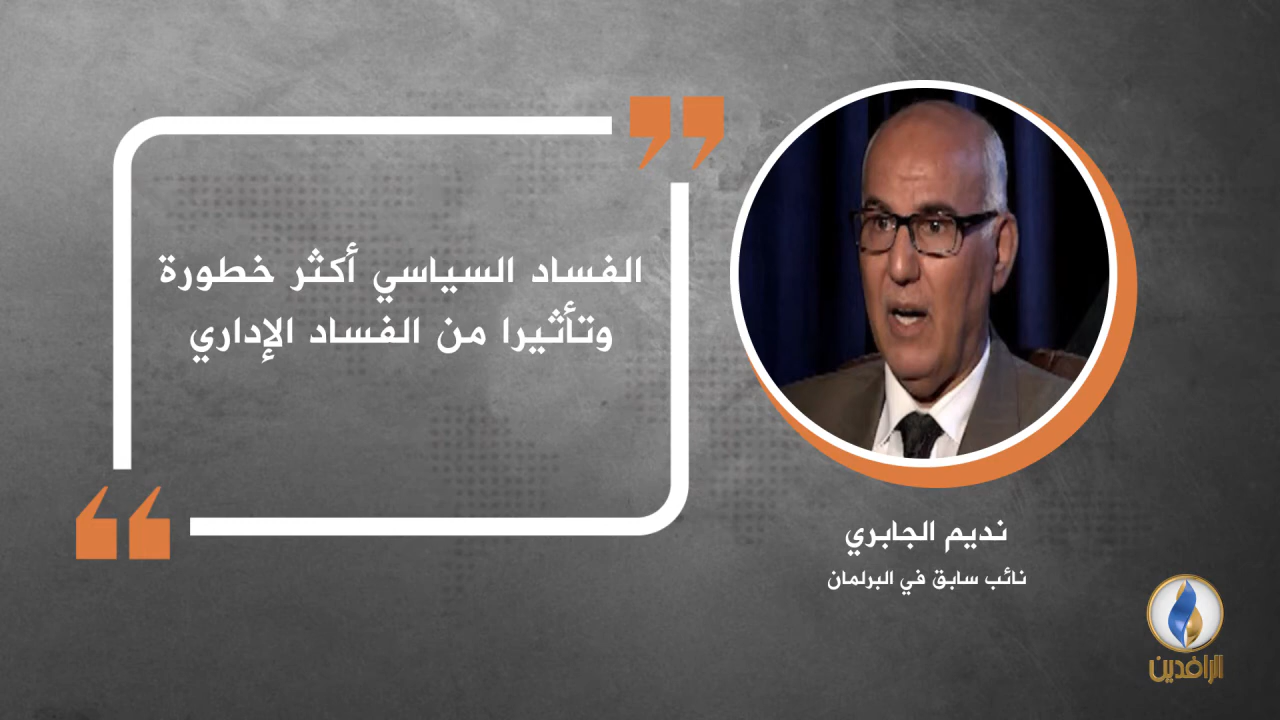 الفساد السياسي أكثر خطورة
وتأثيرا من الفساد الإداري
نديم الجابري
نائب سابق في البرلمان
الرافدين